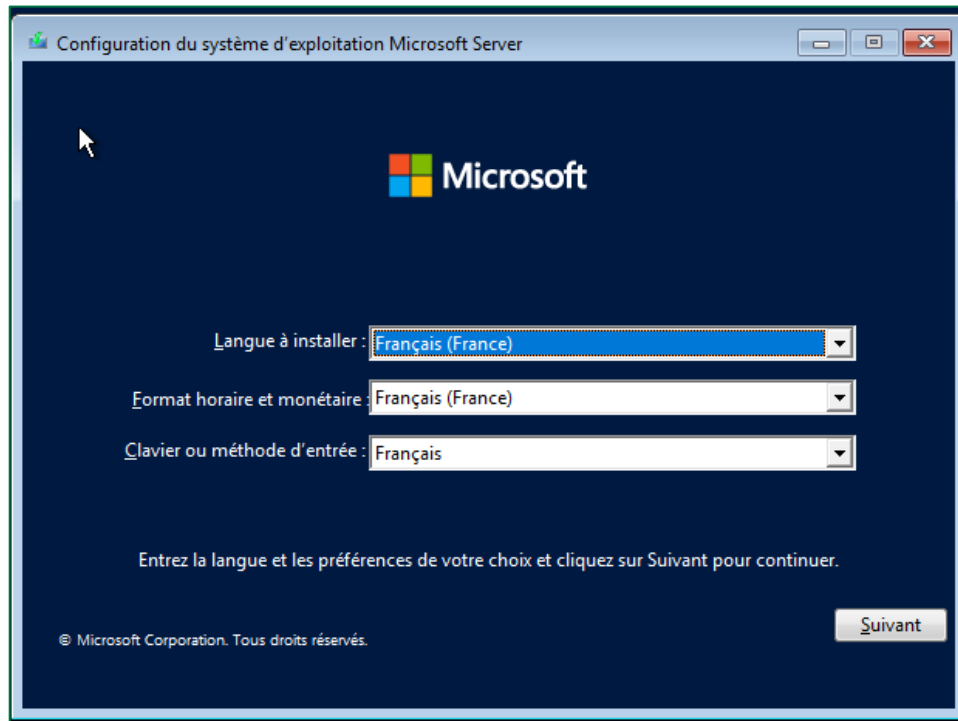 Configuration du système d'exploitation Microsoft Server
Microsoft
Langue à installer : Français (France)
Format horaire et monétaire : Français (France)
Clavier ou méthode d'entrée : Français
Entrez la langue et les préférences de votre choix et cliquez sur Suivant pour continuer.
Suivant
© Microsoft Corporation. Tous droits réservés.